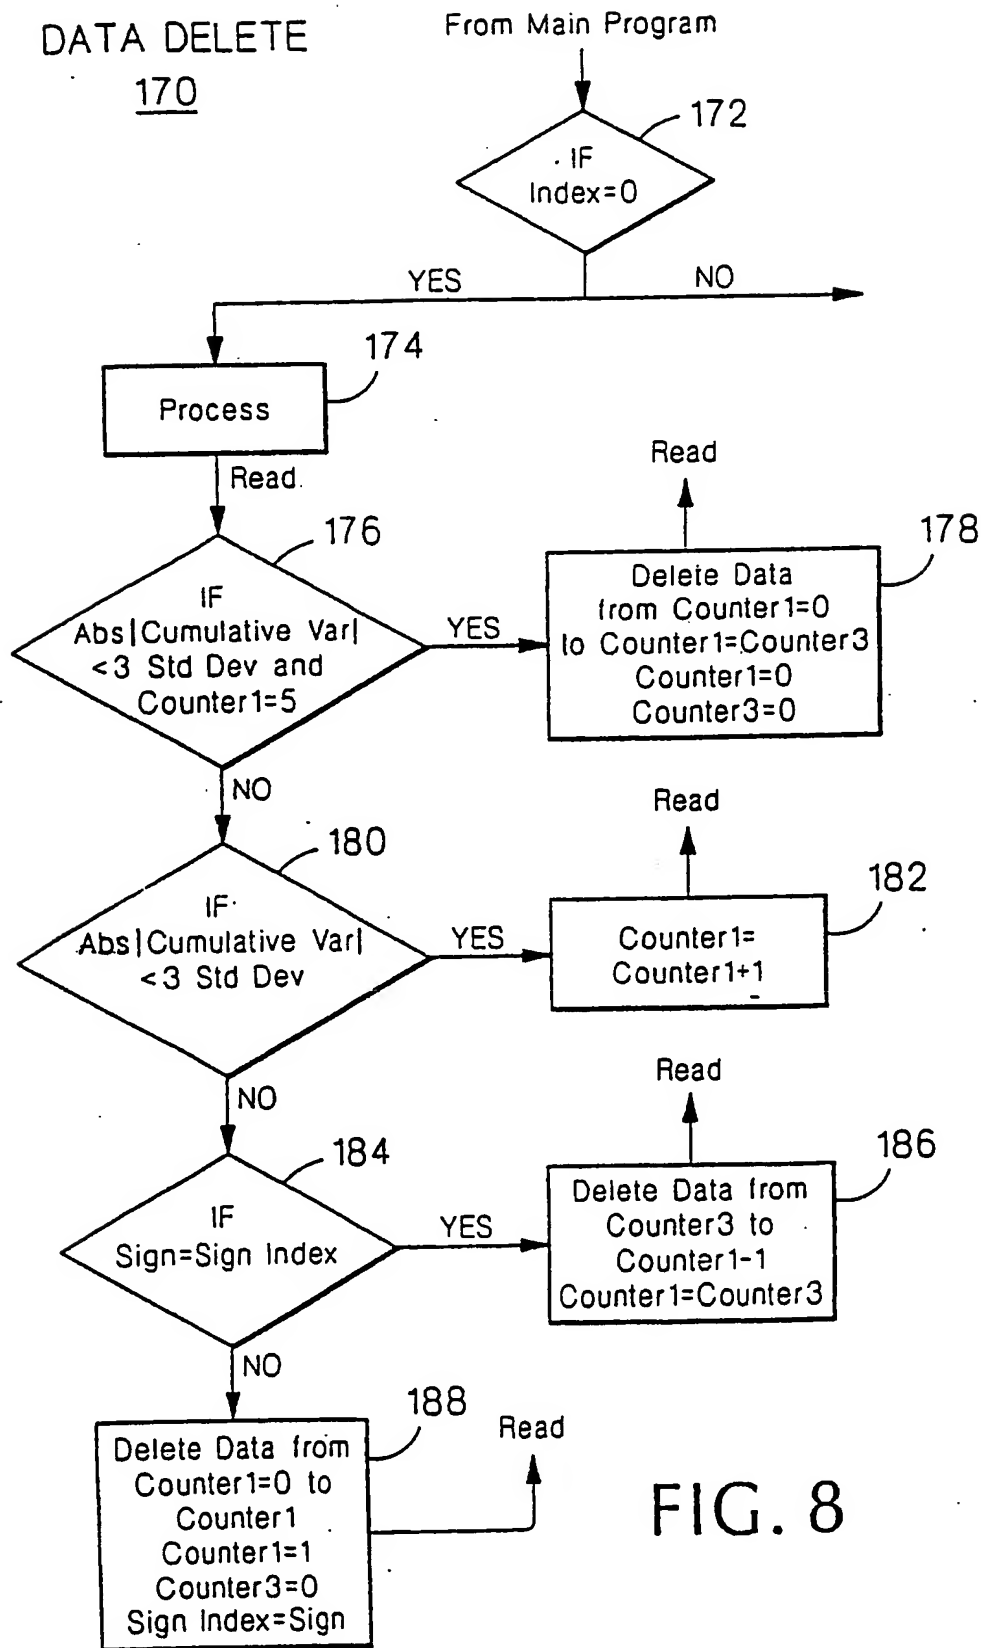 DATA DELETE
170
From Main Program
172
IF
Index=0
YES
NO
174
Process
Read
176
IF
Abs|Cumulative Var|
<3 Std Dev and
Counter1=5
YES
Read
178
Delete Data
from Counter1=0
to Counter1=Counter3
Counter1=0
Counter3=0
NO
180
IF
Abs|Cumulative Var|
<3 Std Dev
YES
Read
182
Counter1=
Counter1+1
NO
184
IF
Sign=Sign Index
YES
Read
186
Delete Data from
Counter3 to
Counter1-1
Counter1=Counter3
NO
188
Delete Data from
Counter1=0 to
Counter1
Counter1=1
Counter3=0
Sign Index=Sign
Read
FIG. 8